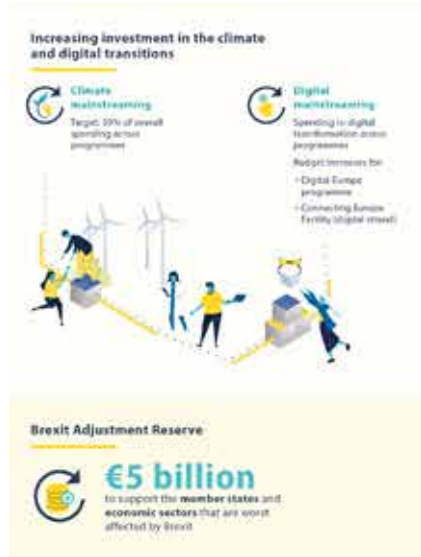 Increasing investment in the climate
and digital transitions
Climate
mainstreaming
Target: 30% of overall
spending across
programmes
Digital
mainstreaming
Spending in digital
transformation across
programmes
Budget increases for:
Digital Europe
programme
Connecting Europe
Facility (digital strand)
Brexit Adjustment Reserve
€5 billion
to support the member states and
economic sectors that are worst
affected by Brexit